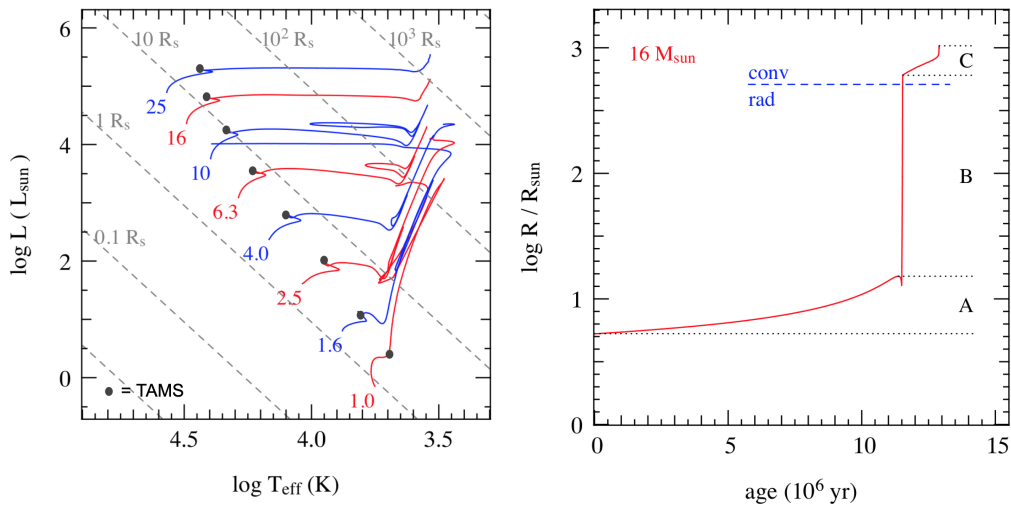 6
4
2
0
log L ( Lsun)
4.5
4.0
3.5
log Teff (K)
10 Rs
10² Rs
10³ Rs
1 Rs
0.1 Rs
25
16
10
6.3
4.0
2.5
1.6
1.0
= TAMS
3
2
1
0
log R / Rsun
0
5
10
15
age (10⁶ yr)
16 Msun
conv
rad
C
B
A